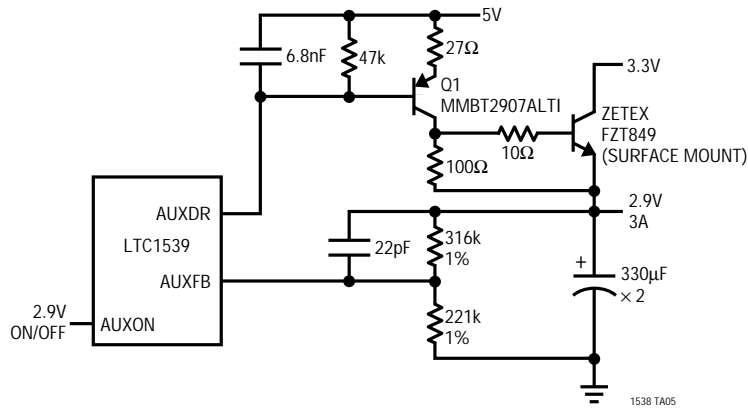 5V
6.8nF
47k
27Ω
Q1
MMBT2907ALTI
3.3V
ZETEX
FZT849
(SURFACE MOUNT)
10Ω
100Ω
AUXDR
LTC1539
AUXFB
AUXON
2.9V
ON/OFF
22pF
316k
1%
221k
1%
2.9V
3A
+
330µF
× 2
1538 TA05